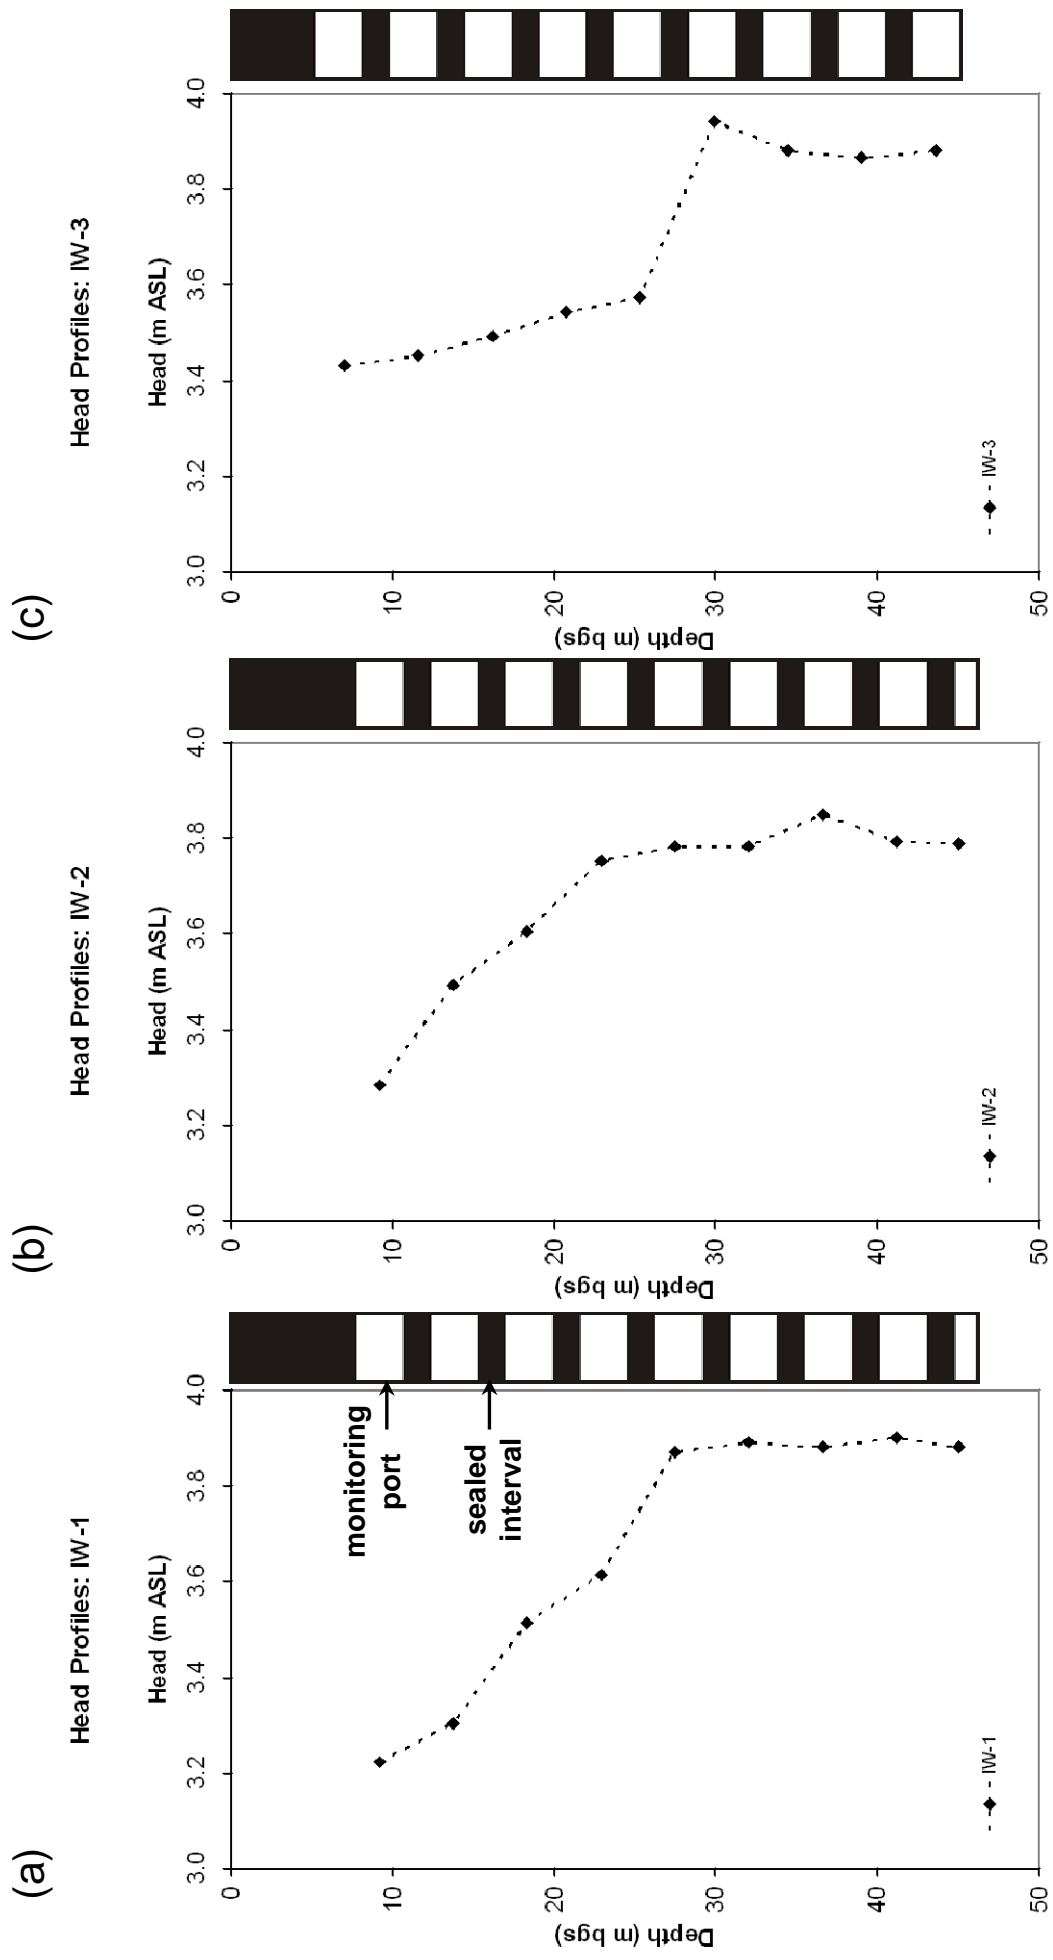 (a)
Head Profiles: IW-1
Head (m ASL)
3.0 3.2 3.4 3.6 3.8 4.0
0
10
20
30
40
50
Depth (m bgs)
monitoring
port
sealed
interval
IW-1
(b)
Head Profiles: IW-2
Head (m ASL)
3.0 3.2 3.4 3.6 3.8 4.0
0
10
20
30
40
50
Depth (m bgs)
IW-2
(c)
Head Profiles: IW-3
Head (m ASL)
3.0 3.2 3.4 3.6 3.8 4.0
0
10
20
30
40
50
Depth (m bgs)
IW-3